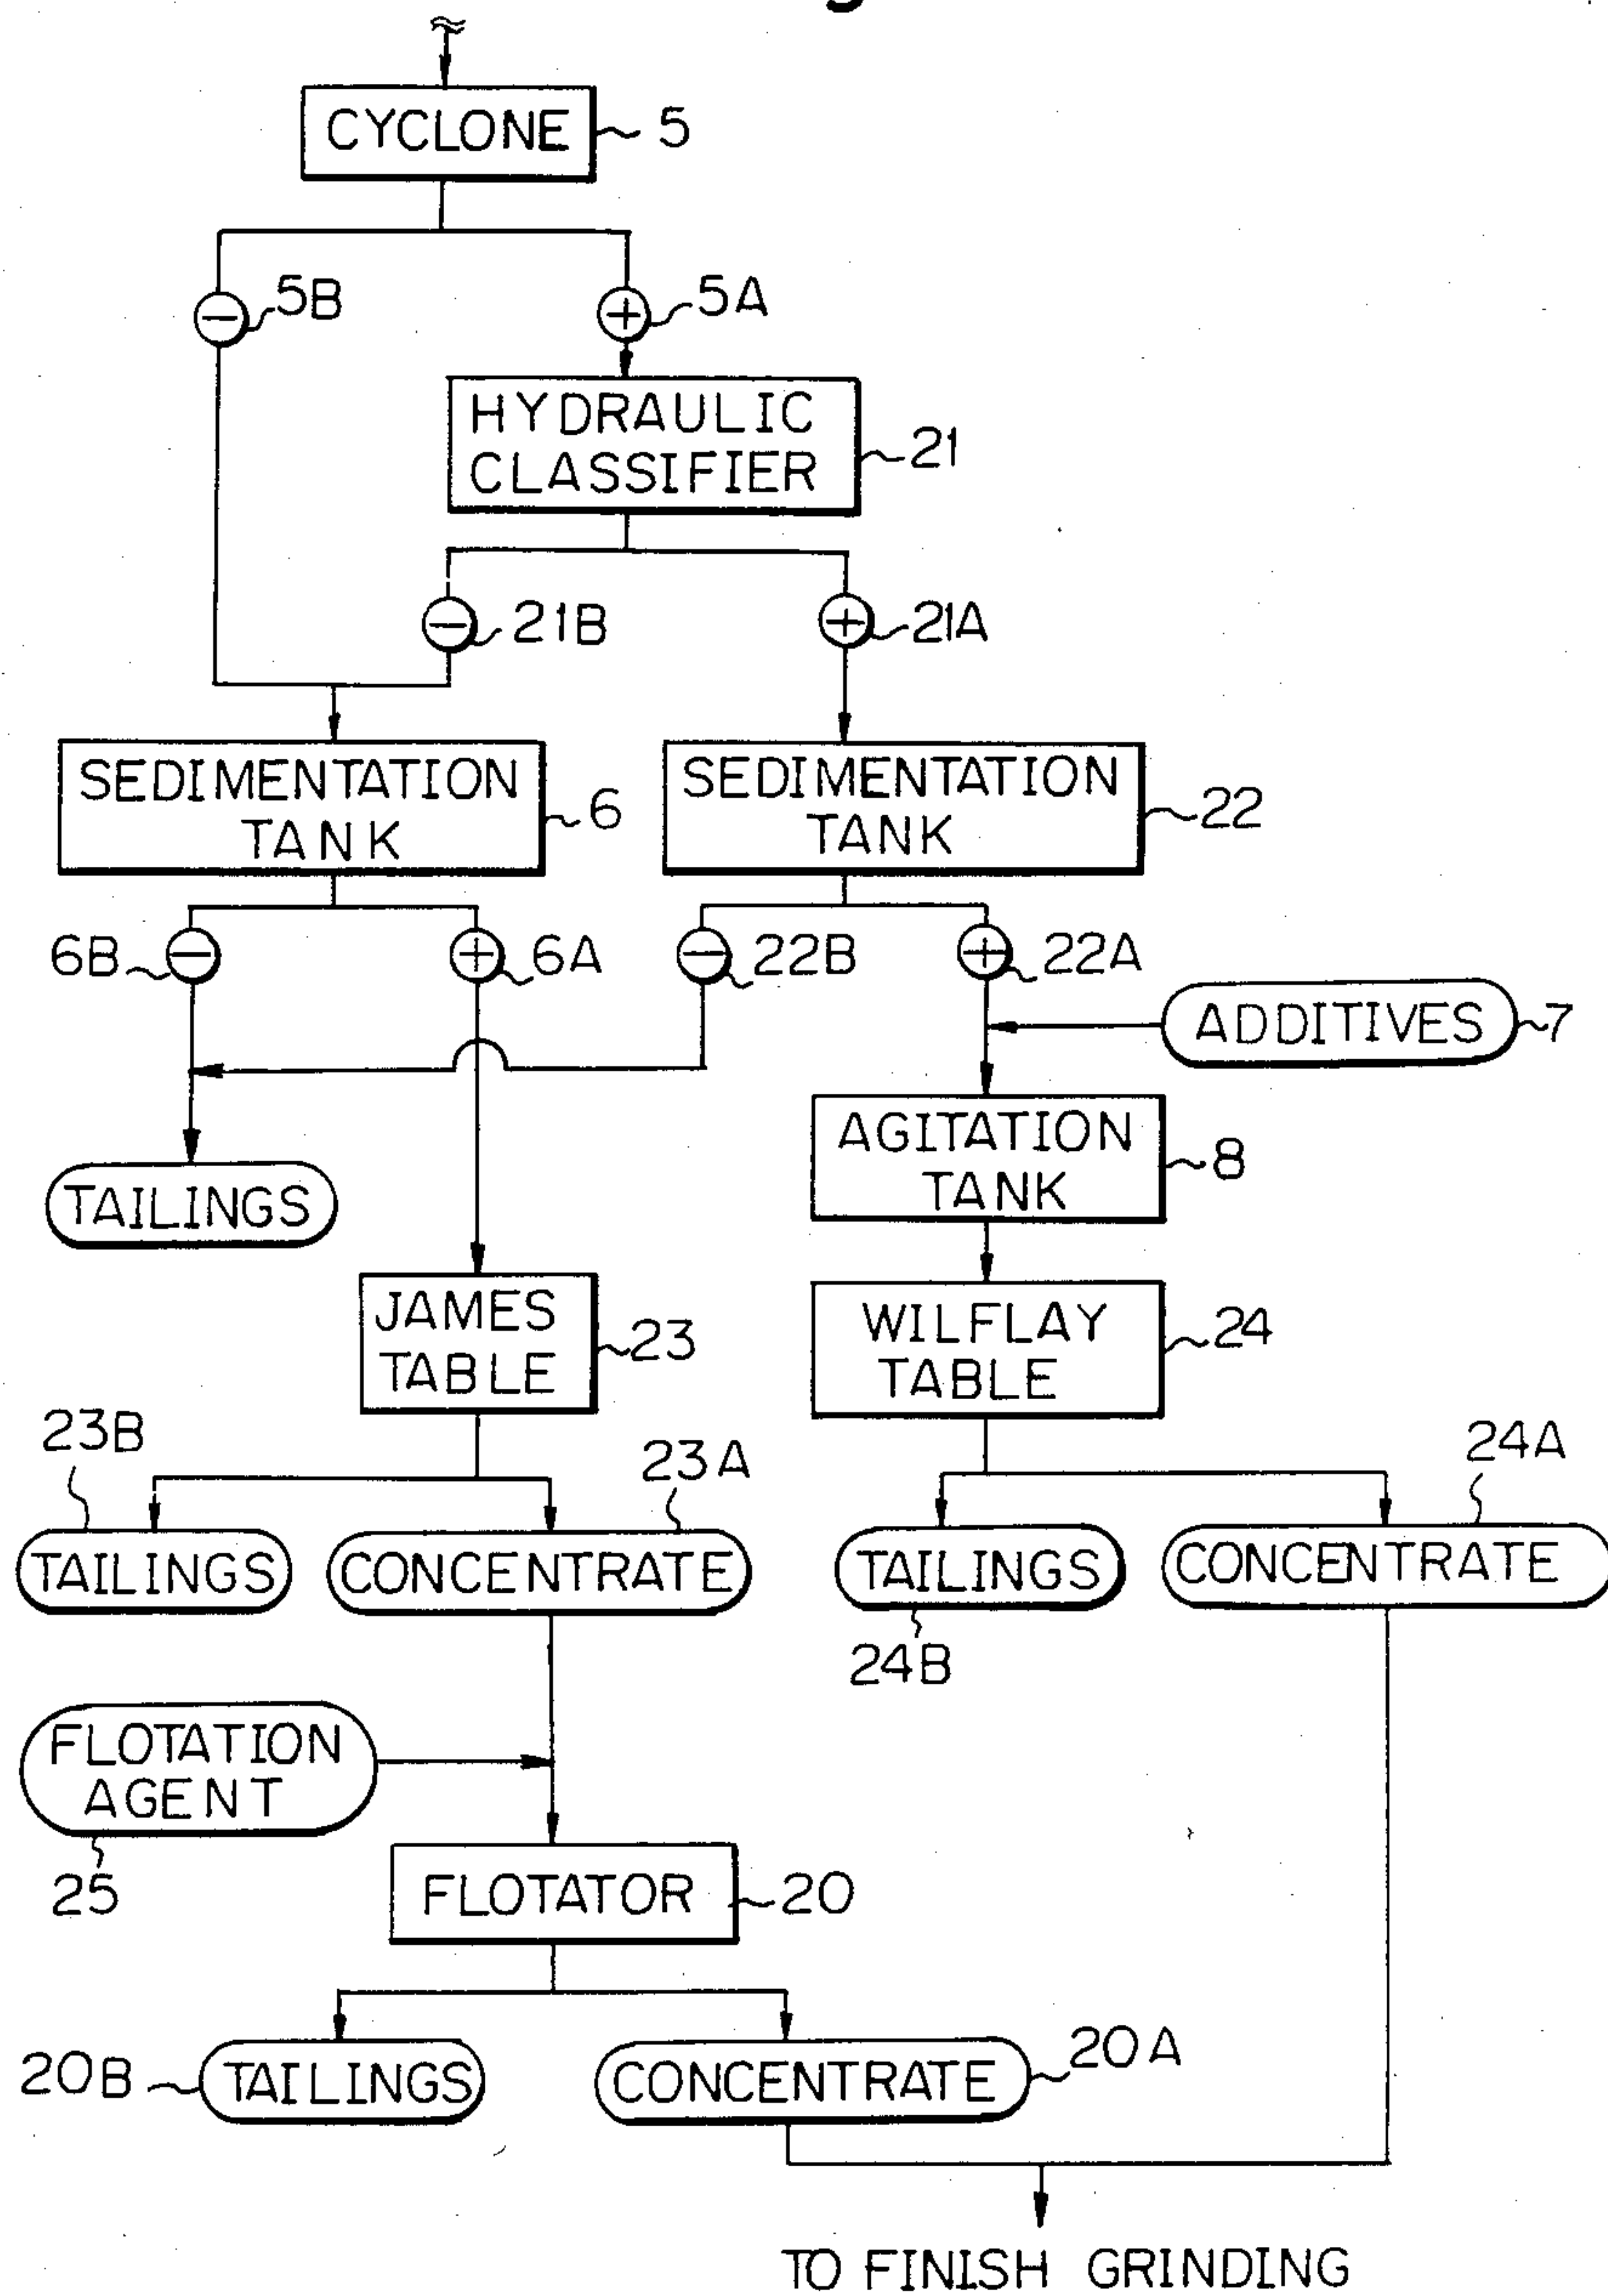 CYCLONE
5
5B
5A
HYDRAULIC
CLASSIFIER
21
21B
21A
SEDIMENTATION
TANK
6
SEDIMENTATION
TANK
22
6B
6A
22B
22A
ADDITIVES
7
TAILINGS
AGITATION
TANK
8
JAMES
TABLE
23
WILFLAY
TABLE
24
23B
23A
24A
TAILINGS
CONCENTRATE
TAILINGS
CONCENTRATE
24B
FLOTATION
AGENT
25
FLOTATOR
20
20B
TAILINGS
CONCENTRATE
20A
TO FINISH GRINDING